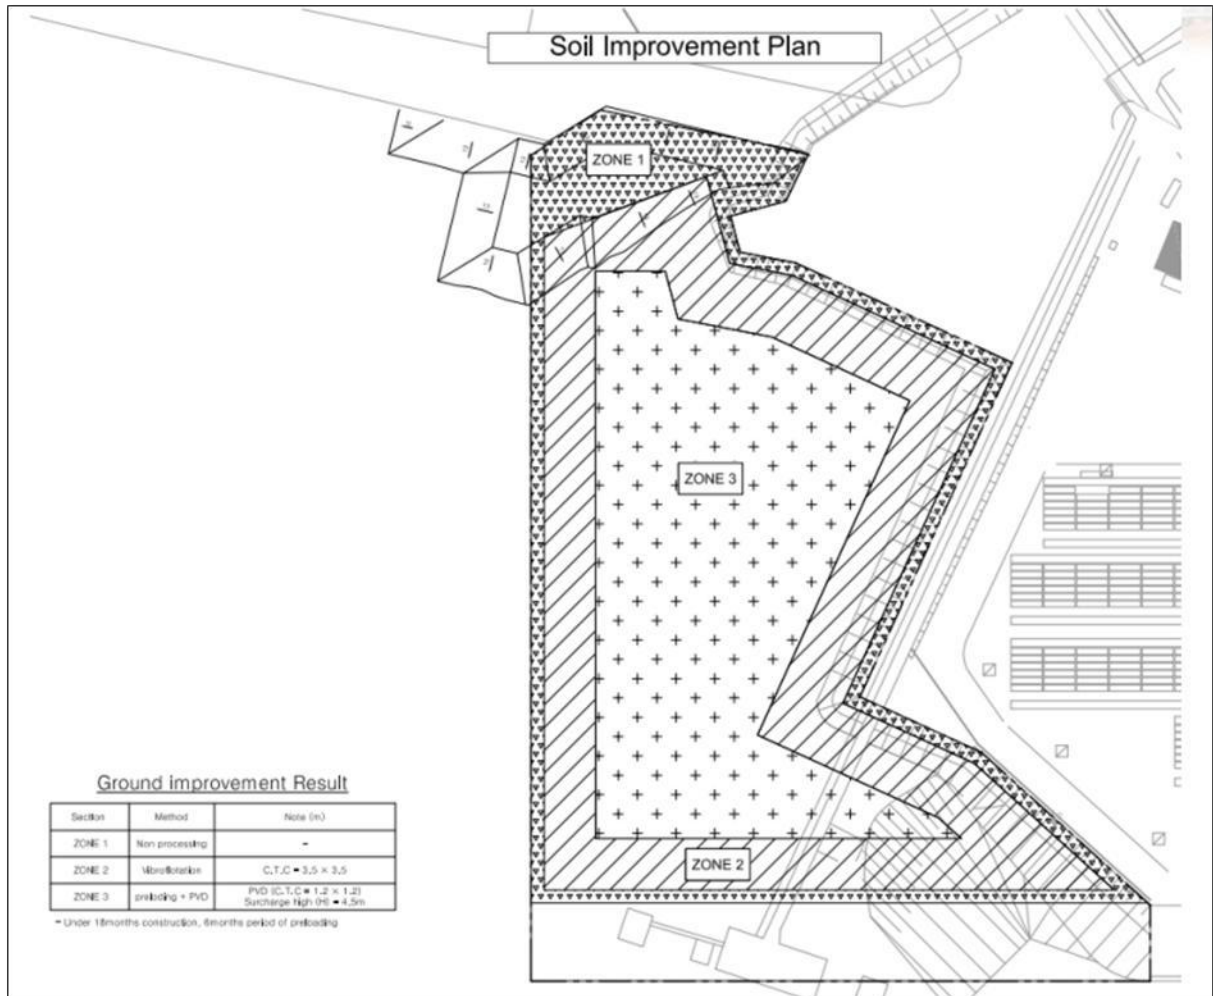 Soil Improvement Plan
ZONE 1
ZONE 3
ZONE 2
Ground improvement Result
Section Method Note (m)
ZONE 1 Non processing -
ZONE 2 Vibroflotation C.T.C = 3.5 × 3.5
ZONE 3 preloading + PVD PVD (C.T.C = 1.2 × 1.2)
Surcharge high (H) = 4.5m
Under 18months construction, 6months period of preloading